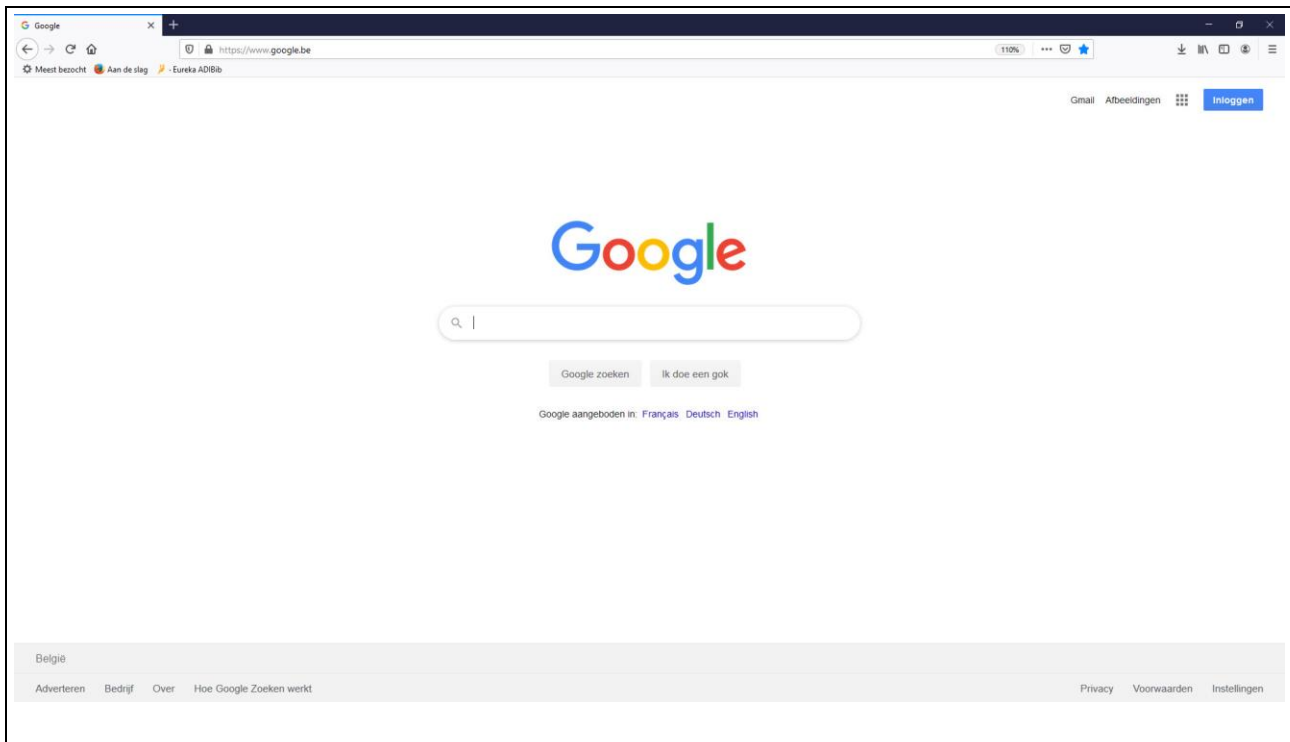 Google
https://www.google.be 110%
Meest bezocht Aan de slag - Eureka ADIBib
Gmail Afbeeldingen Inloggen
Google
Google zoeken Ik doe een gok
Google aangeboden in: Français Deutsch English
België
Adverteren Bedrijf Over Hoe Google Zoeken werkt Privacy Voorwaarden Instellingen